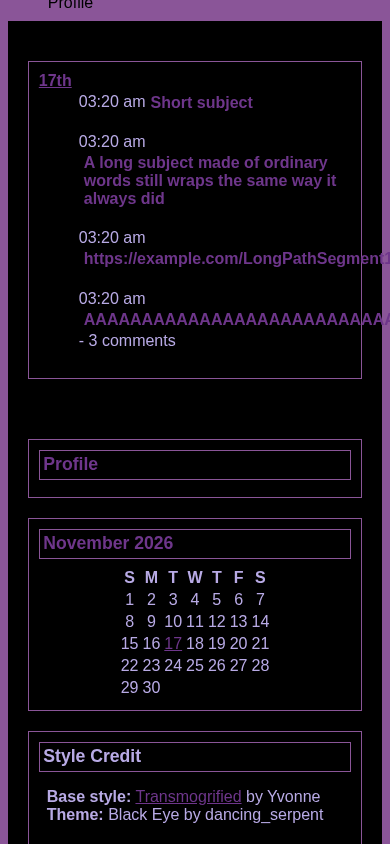 Profile
17th
03:20 am Short subject
03:20 am
A long subject made of ordinary
words still wraps the same way it
always did
03:20 am
https://example.com/LongPathSegment
03:20 am
AAAAAAAAAAAAAAAAAAAAAAAAAAA
- 3 comments
Profile
November 2026
S M T W T F S
1 2 3 4 5 6 7
8 9 10 11 12 13 14
15 16 17 18 19 20 21
22 23 24 25 26 27 28
29 30
Style Credit
Base style: Transmogrified by Yvonne
Theme: Black Eye by dancing_serpent